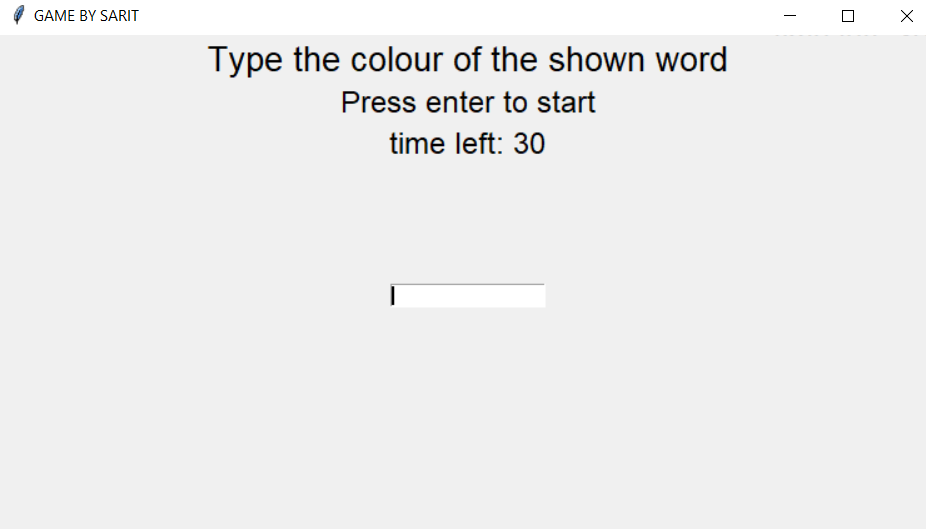 GAME BY SARIT
Type the colour of the shown word
Press enter to start
time left: 30